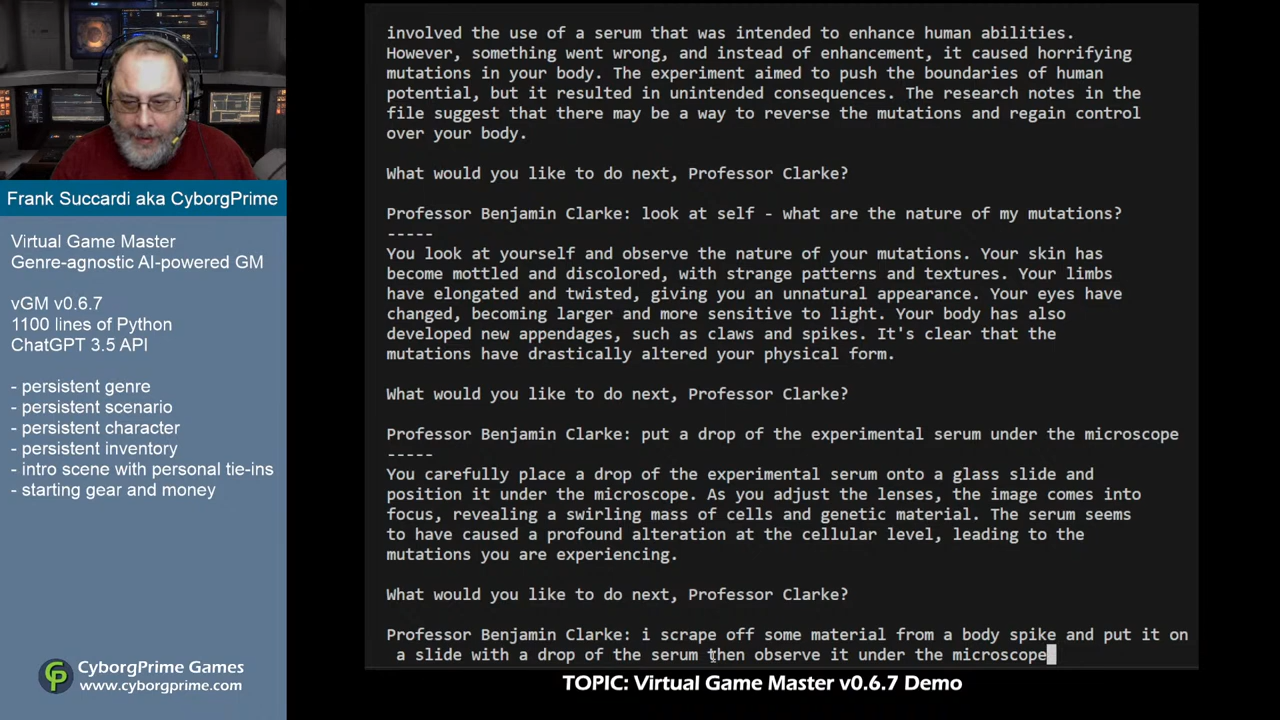 Frank Succardi aka CyborgPrime
Virtual Game Master
Genre-agnostic AI-powered GM
vGM v0.6.7
1100 lines of Python
ChatGPT 3.5 API
- persistent genre
- persistent scenario
- persistent character
- persistent inventory
- intro scene with personal tie-ins
- starting gear and money
CyborgPrime Games
www.cyborgprime.com
involved the use of a serum that was intended to enhance human abilities.
However, something went wrong, and instead of enhancement, it caused horrifying
mutations in your body. The experiment aimed to push the boundaries of human
potential, but it resulted in unintended consequences. The research notes in the
file suggest that there may be a way to reverse the mutations and regain control
over your body.
What would you like to do next, Professor Clarke?
Professor Benjamin Clarke: look at self - what are the nature of my mutations?
-----
You look at yourself and observe the nature of your mutations. Your skin has
become mottled and discolored, with strange patterns and textures. Your limbs
have elongated and twisted, giving you an unnatural appearance. Your eyes have
changed, becoming larger and more sensitive to light. Your body has also
developed new appendages, such as claws and spikes. It's clear that the
mutations have drastically altered your physical form.
What would you like to do next, Professor Clarke?
Professor Benjamin Clarke: put a drop of the experimental serum under the microscope
-----
You carefully place a drop of the experimental serum onto a glass slide and
position it under the microscope. As you adjust the lenses, the image comes into
focus, revealing a swirling mass of cells and genetic material. The serum seems
to have caused a profound alteration at the cellular level, leading to the
mutations you are experiencing.
What would you like to do next, Professor Clarke?
Professor Benjamin Clarke: i scrape off some material from a body spike and put it on
a slide with a drop of the serum then observe it under the microscope
TOPIC: Virtual Game Master v0.6.7 Demo